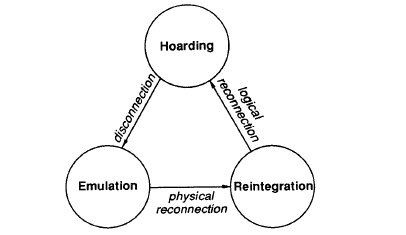 Hoarding
disconnection
logical
reconnection
Emulation
physical
reconnection
Reintegration